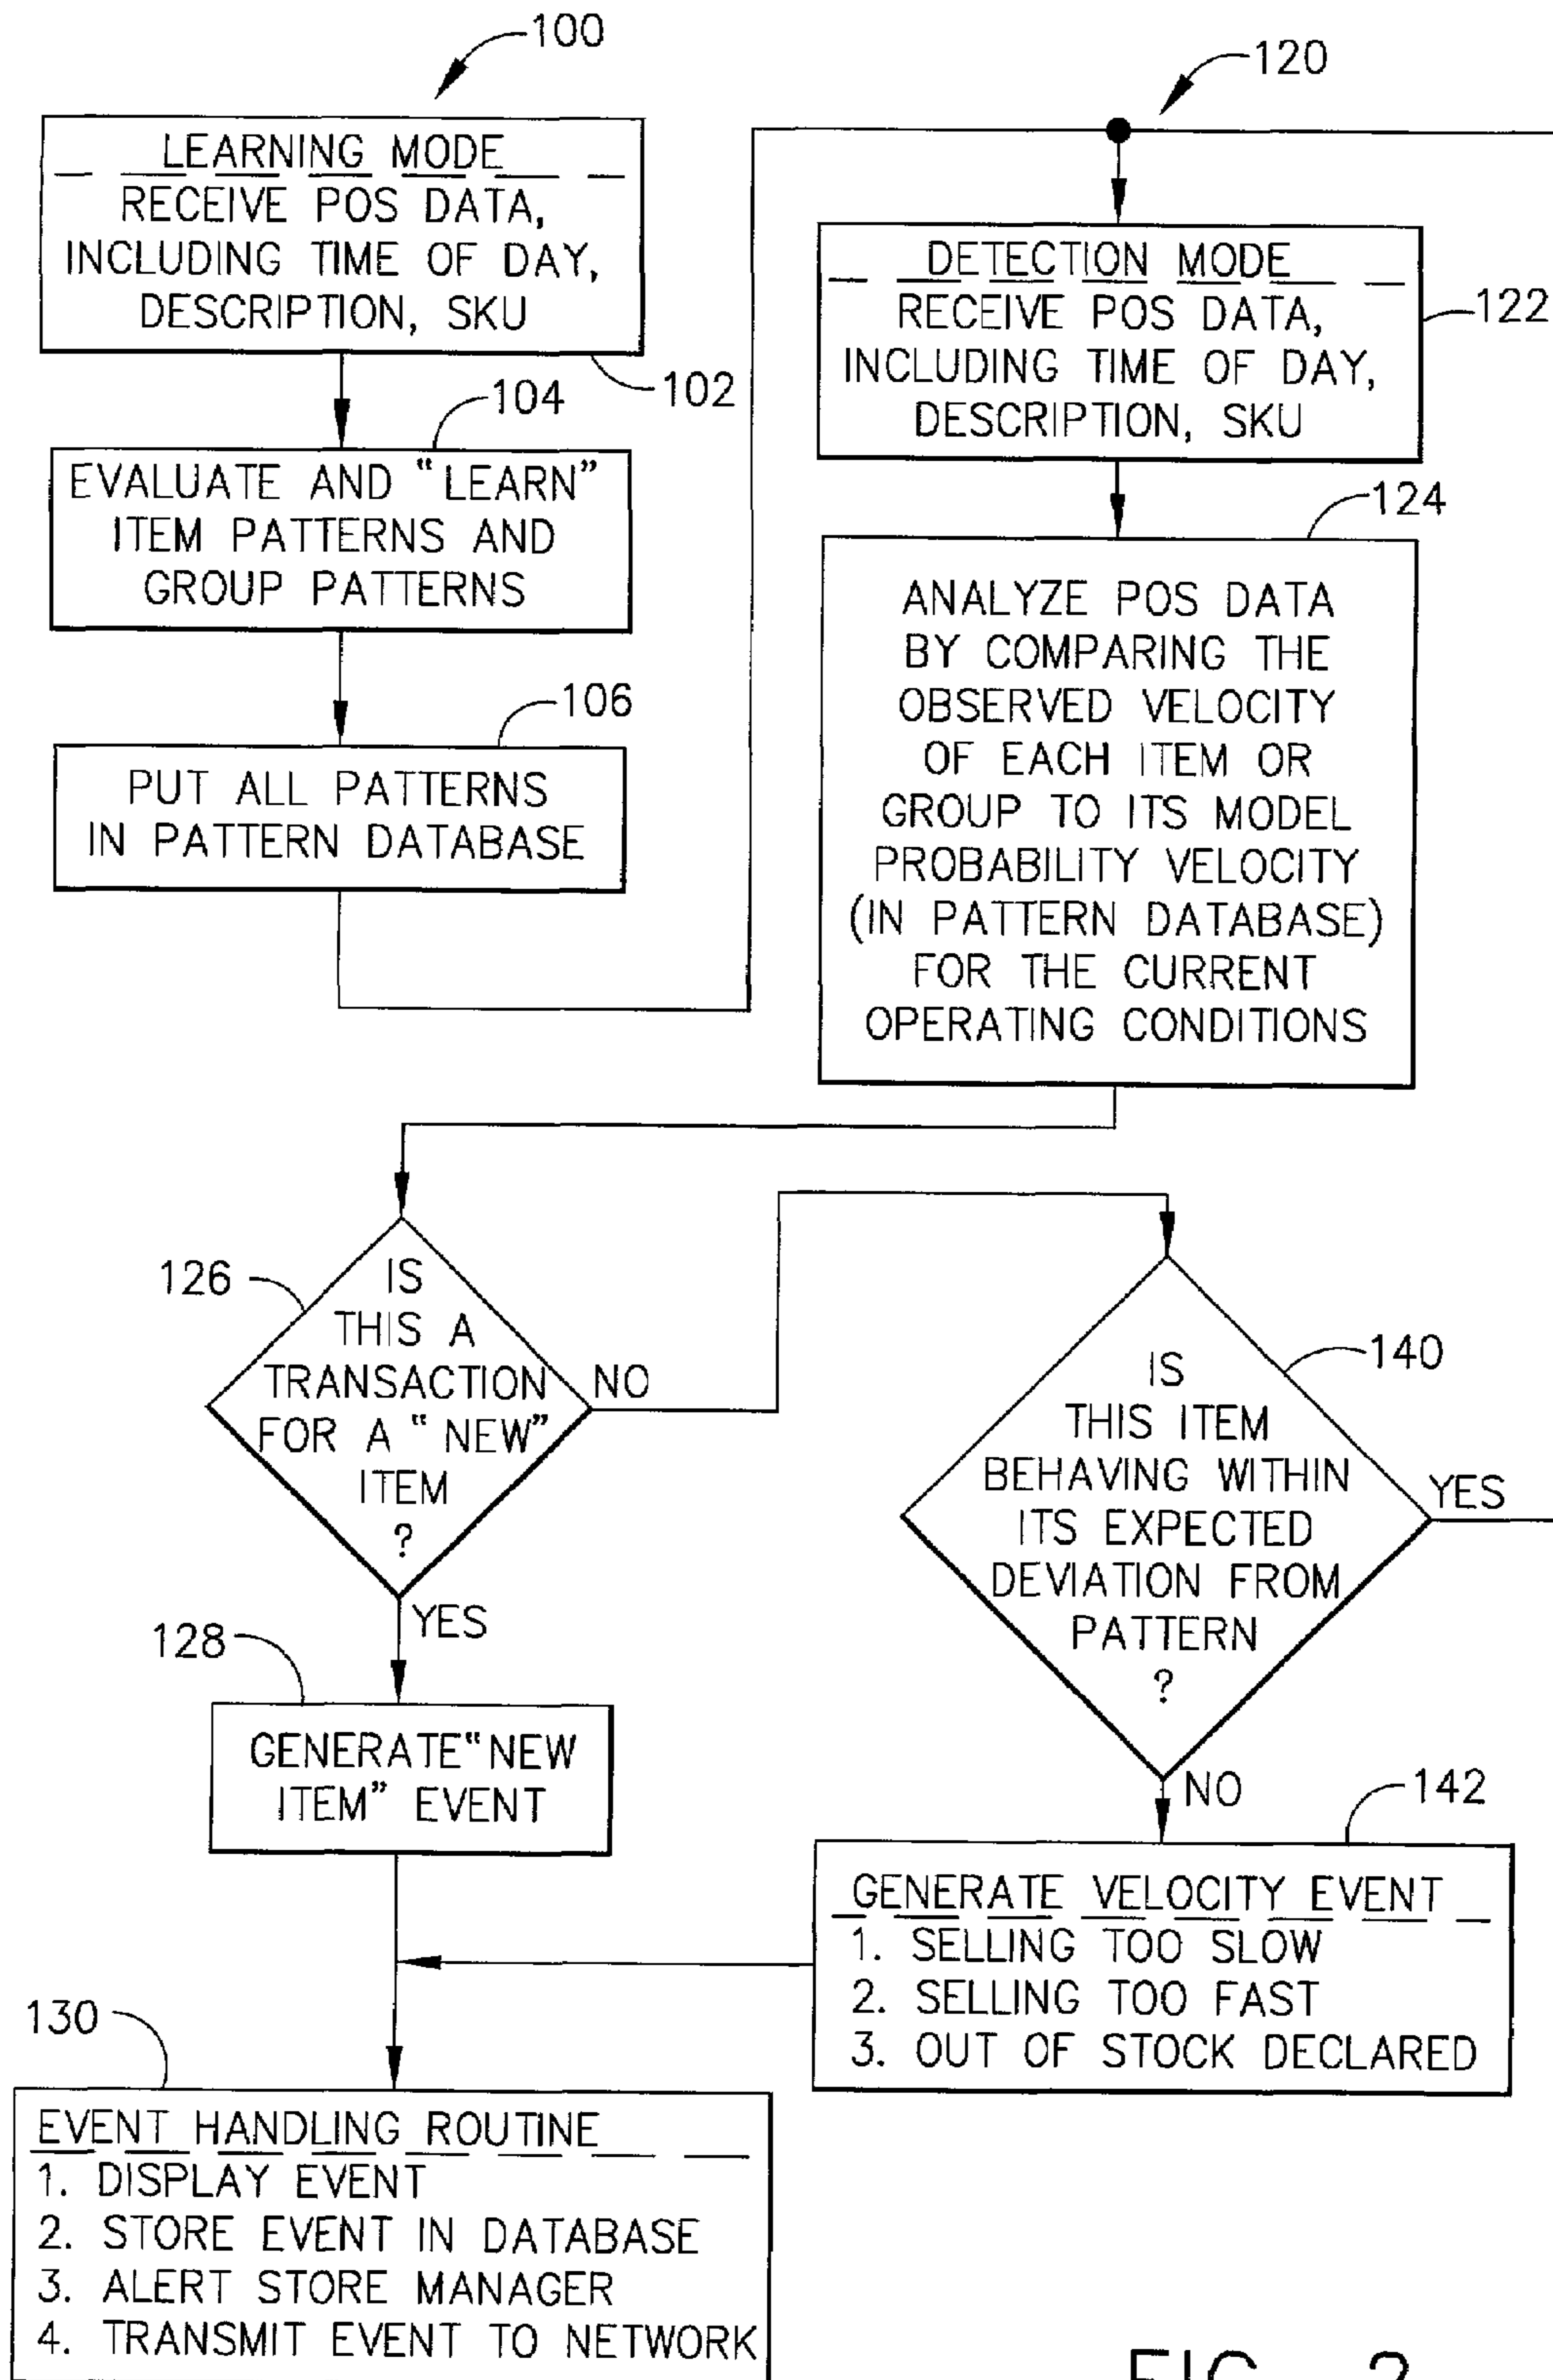 100
LEARNING MODE
RECEIVE POS DATA,
INCLUDING TIME OF DAY,
DESCRIPTION, SKU
102
104
EVALUATE AND “LEARN”
ITEM PATTERNS AND
GROUP PATTERNS
106
PUT ALL PATTERNS
IN PATTERN DATABASE
120
DETECTION MODE
RECEIVE POS DATA,
INCLUDING TIME OF DAY,
DESCRIPTION, SKU
122
124
ANALYZE POS DATA
BY COMPARING THE
OBSERVED VELOCITY
OF EACH ITEM OR
GROUP TO ITS MODEL
PROBABILITY VELOCITY
(IN PATTERN DATABASE)
FOR THE CURRENT
OPERATING CONDITIONS
126
IS
THIS A
TRANSACTION
FOR A “NEW”
ITEM
?
NO
YES
128
GENERATE “NEW
ITEM” EVENT
140
IS
THIS ITEM
BEHAVING WITHIN
ITS EXPECTED
DEVIATION FROM
PATTERN
?
YES
NO
142
GENERATE VELOCITY EVENT
1. SELLING TOO SLOW
2. SELLING TOO FAST
3. OUT OF STOCK DECLARED
130
EVENT HANDLING ROUTINE
1. DISPLAY EVENT
2. STORE EVENT IN DATABASE
3. ALERT STORE MANAGER
4. TRANSMIT EVENT TO NETWORK